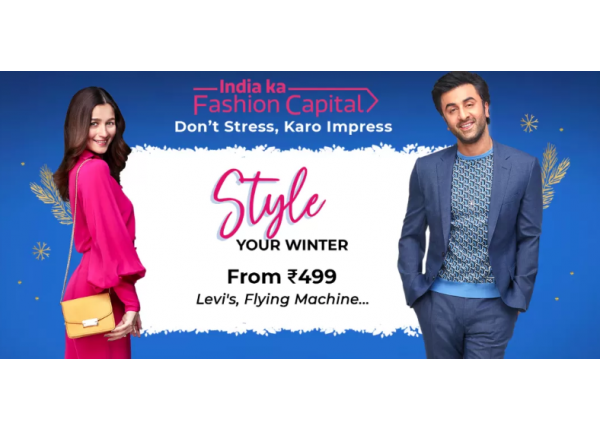 India ka
Fashion Capital
Don't Stress, Karo Impress
Style
YOUR WINTER
From ₹499
Levi's, Flying Machine...